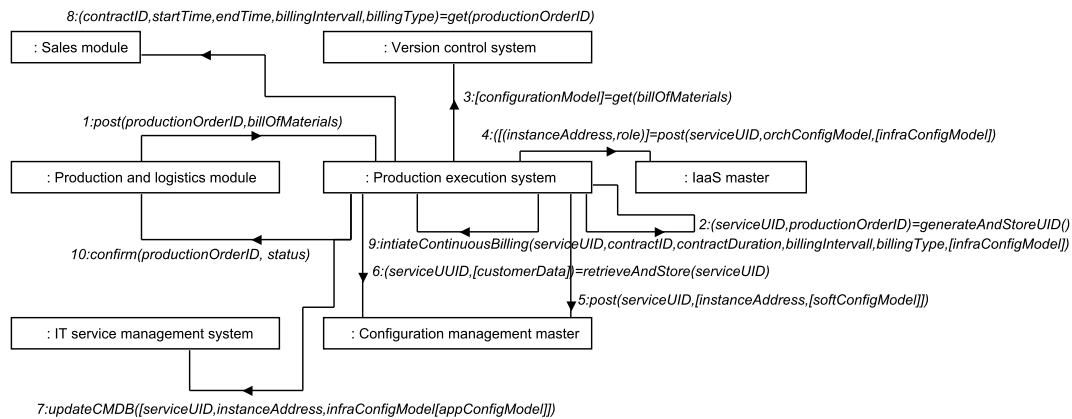 8:(contractID,startTime,endTime,billingIntervall,billingType)=get(productionOrderID)
: Sales module
: Version control system
3:[configurationModel]=get(billOfMaterials)
1:post(productionOrderID,billOfMaterials)
4:([(instanceAddress,role)]=post(serviceUID,orchConfigModel,[infraConfigModel])
: Production and logistics module
: Production execution system
: IaaS master
2:(serviceUID,productionOrderID)=generateAndStoreUID()
9:intiateContinuousBilling(serviceUID,contractID,contractDuration,billingIntervall,billingType,[infraConfigModel])
10:confirm(productionOrderID, status)
6:(serviceUUID,[customerData])=retrieveAndStore(serviceUID)
5:post(serviceUID,[instanceAddress,[softConfigModel]])
: IT service management system
: Configuration management master
7:updateCMDB([serviceUID,instanceAddress,infraConfigModel[appConfigModel]])